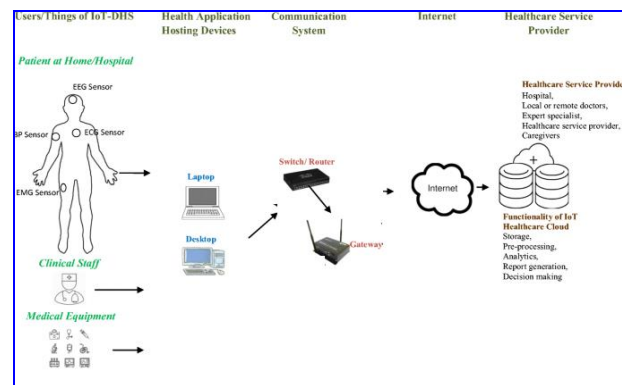 Users/Things of IoT-DHS
Health Application
Hosting Devices
Communication
System
Internet
Healthcare Service
Provider
Patient at Home/Hospital
EEG Sensor
BP Sensor
ECG Sensor
EMG Sensor
Clinical Staff
Medical Equipment
Laptop
Desktop
Switch/ Router
Gateway
Internet
Healthcare Service Provide
Hospital,
Local or remote doctors,
Expert specialist,
Healthcare service provider,
Caregivers
Functionality of IoT
Healthcare Cloud
Storage,
Pre-processing,
Analytics,
Report generation,
Decision making